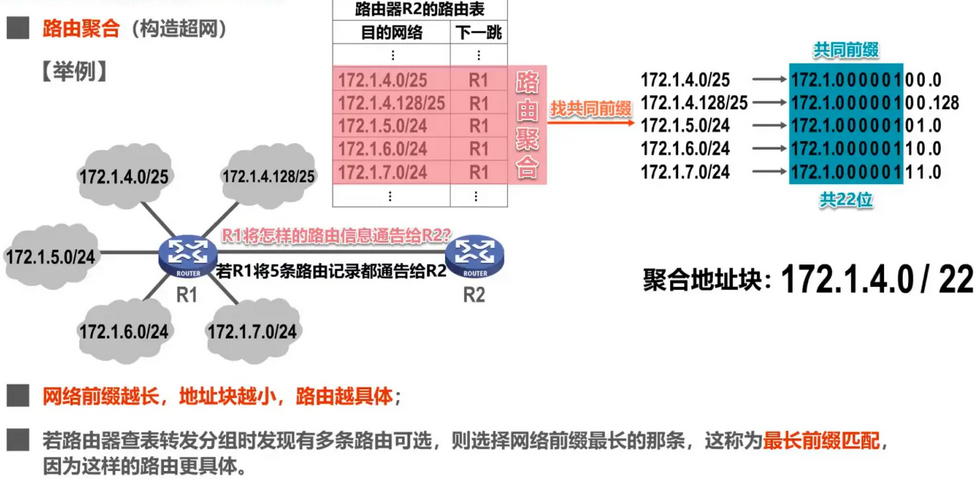 路由聚合（构造超网）
【举例】
路由器R2的路由表
目的网络 下一跳
⋮ ⋮
172.1.4.0/25 R1
172.1.4.128/25 R1
172.1.5.0/24 R1
172.1.6.0/24 R1
172.1.7.0/24 R1
⋮ ⋮
路由聚合
找共同前缀
共同前缀
172.1.4.0/25 172.1.00000100.0
172.1.4.128/25 172.1.00000100.128
172.1.5.0/24 172.1.00000101.0
172.1.6.0/24 172.1.00000110.0
172.1.7.0/24 172.1.00000111.0
共22位
172.1.4.0/25
172.1.4.128/25
172.1.5.0/24
172.1.6.0/24
172.1.7.0/24
ROUTER
R1
R1将怎样的路由信息通告给R2?
若R1将5条路由记录都通告给R2
ROUTER
R2
聚合地址块：172.1.4.0 / 22
网络前缀越长，地址块越小，路由越具体；
若路由器查表转发分组时发现有多条路由可选，则选择网络前缀最长的那条，这称为最长前缀匹配，
因为这样的路由更具体。